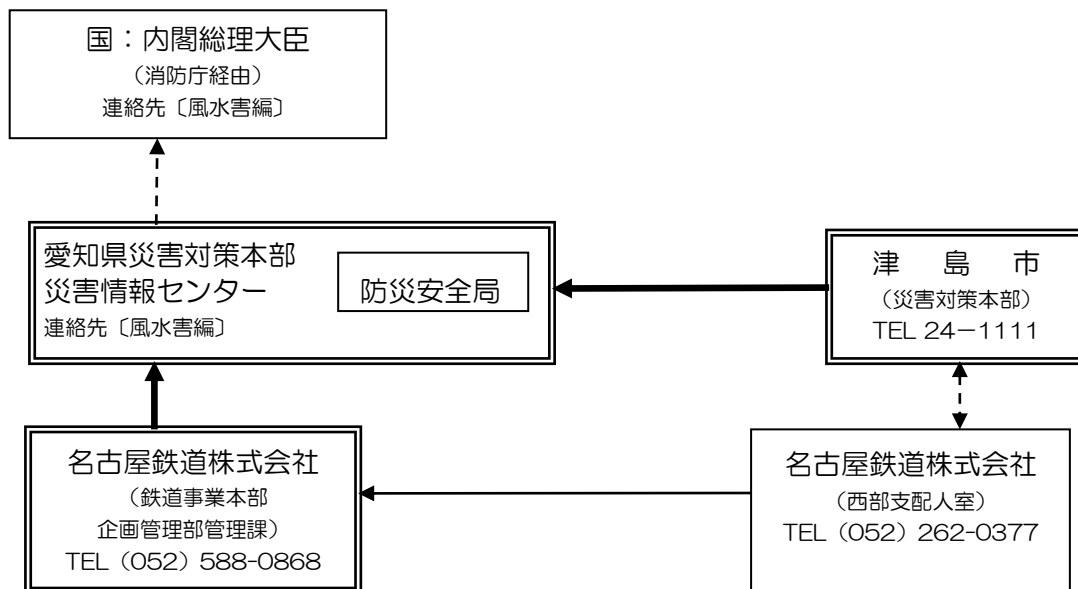 国：内閣総理大臣
（消防庁経由）
連絡先〔風水害編〕
愛知県災害対策本部
災害情報センター
連絡先〔風水害編〕
防災安全局
津　島　市
（災害対策本部）
TEL 24－1111
名古屋鉄道株式会社
（鉄道事業本部
企画管理部管理課）
TEL（052）588-0868
名古屋鉄道株式会社
（西部支配人室）
TEL（052）262-0377